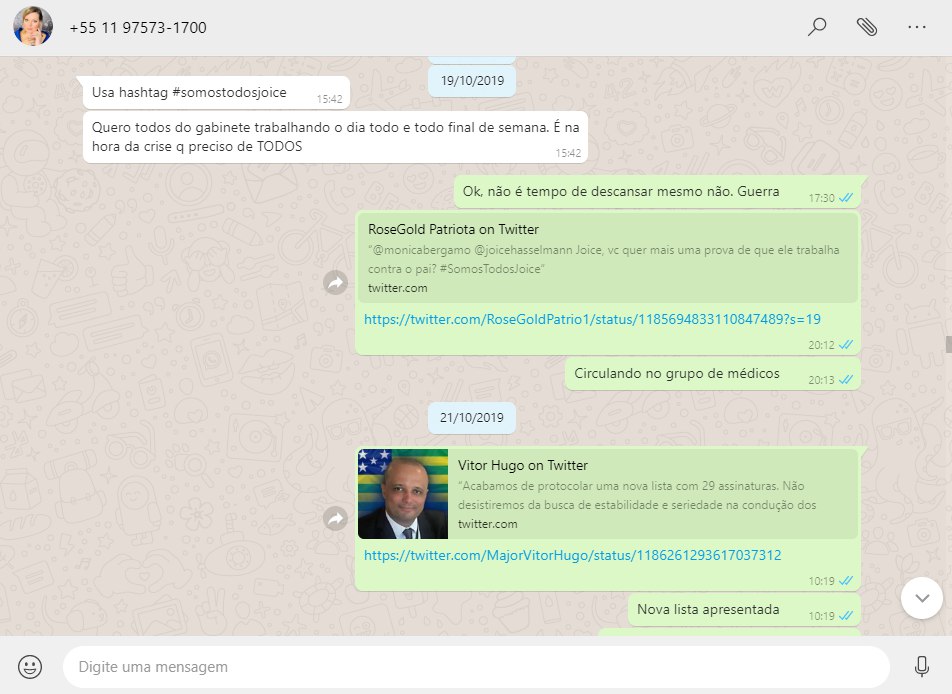 +55 11 97573-1700
19/10/2019
Usa hashtag #somostodosjoice
15:42
Quero todos do gabinete trabalhando o dia todo e todo final de semana. É na
hora da crise q preciso de TODOS
15:42
Ok, não é tempo de descansar mesmo não. Guerra
17:30
RoseGold Patriota on Twitter
"@monicabergamo @joicehasselmann Joice, vc quer mais uma prova de que ele trabalha
contra o pai? #SomosTodosJoice"
twitter.com
https://twitter.com/RoseGoldPatrio1/status/1185694833110847489?s=19
20:12
Circulando no grupo de médicos
20:13
21/10/2019
Vitor Hugo on Twitter
"Acabamos de protocolar uma nova lista com 29 assinaturas. Não
desistiremos da busca de estabilidade e seriedade na condução dos
twitter.com
https://twitter.com/MajorVitorHugo/status/1186261293617037312
10:19
Nova lista apresentada
10:19
Digite uma mensagem